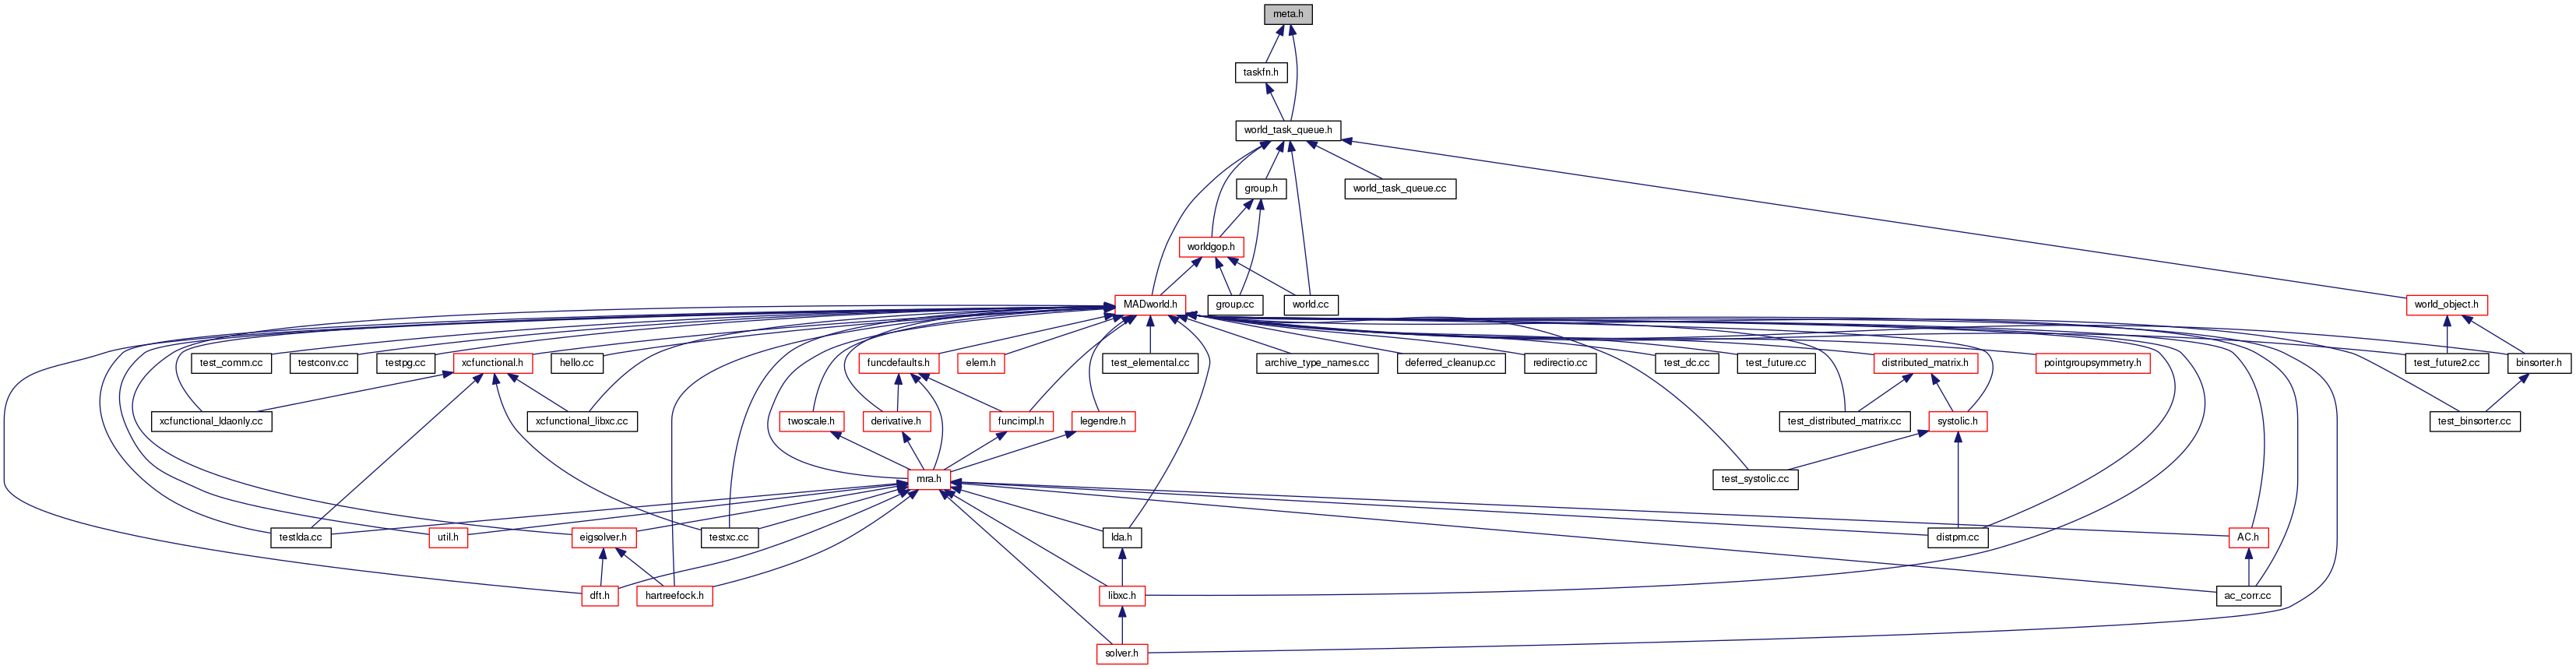 meta.h
taskfn.h
world_task_queue.h
group.h
world_task_queue.cc
worldgop.h
MADworld.h
group.cc
world.cc
world_object.h
test_comm.cc
testconv.cc
testpg.cc
xcfunctional.h
hello.cc
funcdefaults.h
elem.h
test_elemental.cc
archive_type_names.cc
deferred_cleanup.cc
redirectio.cc
test_dc.cc
test_future.cc
distributed_matrix.h
pointgroupsymmetry.h
test_future2.cc
binsorter.h
xcfunctional_ldaonly.cc
xcfunctional_libxc.cc
twoscale.h
derivative.h
funcimpl.h
legendre.h
test_distributed_matrix.cc
systolic.h
test_binsorter.cc
mra.h
test_systolic.cc
testlda.cc
util.h
eigsolver.h
testxc.cc
lda.h
distpm.cc
AC.h
dft.h
hartreefock.h
libxc.h
ac_corr.cc
solver.h